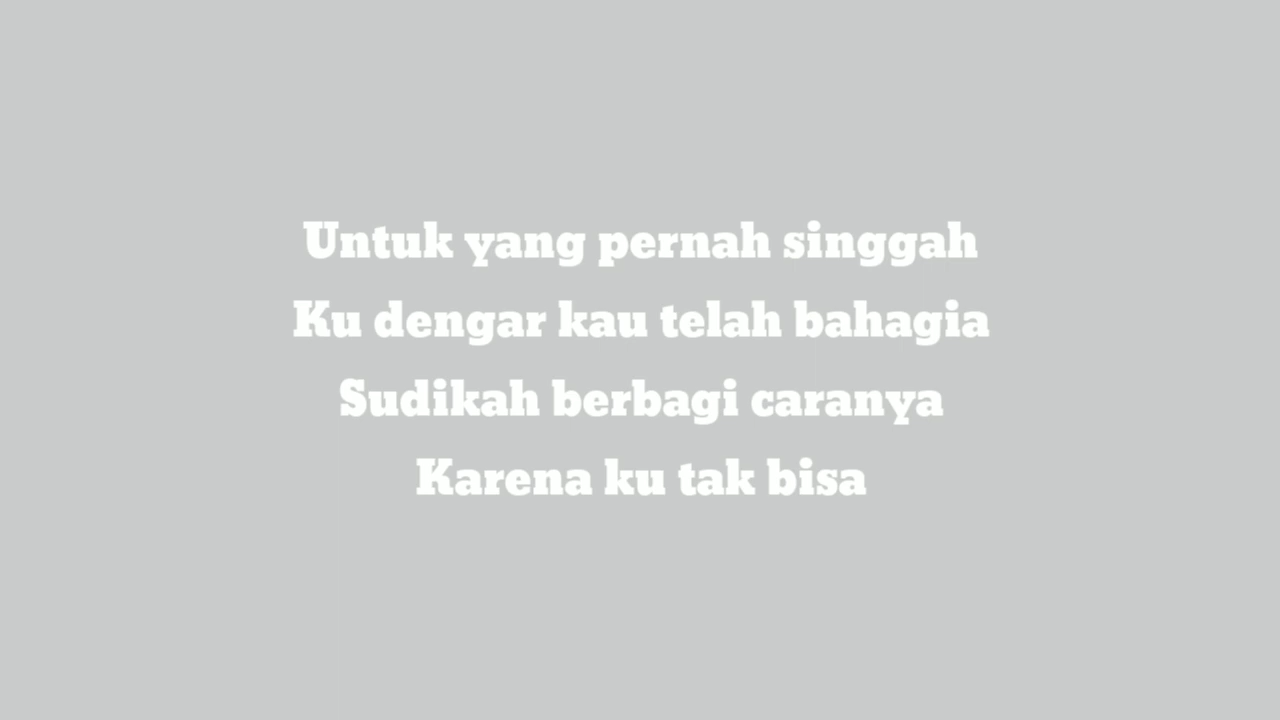 Untuk yang pernah singgah
Ku dengar kau telah bahagia
Sudikah berbagi caranya
Karena ku tak bisa